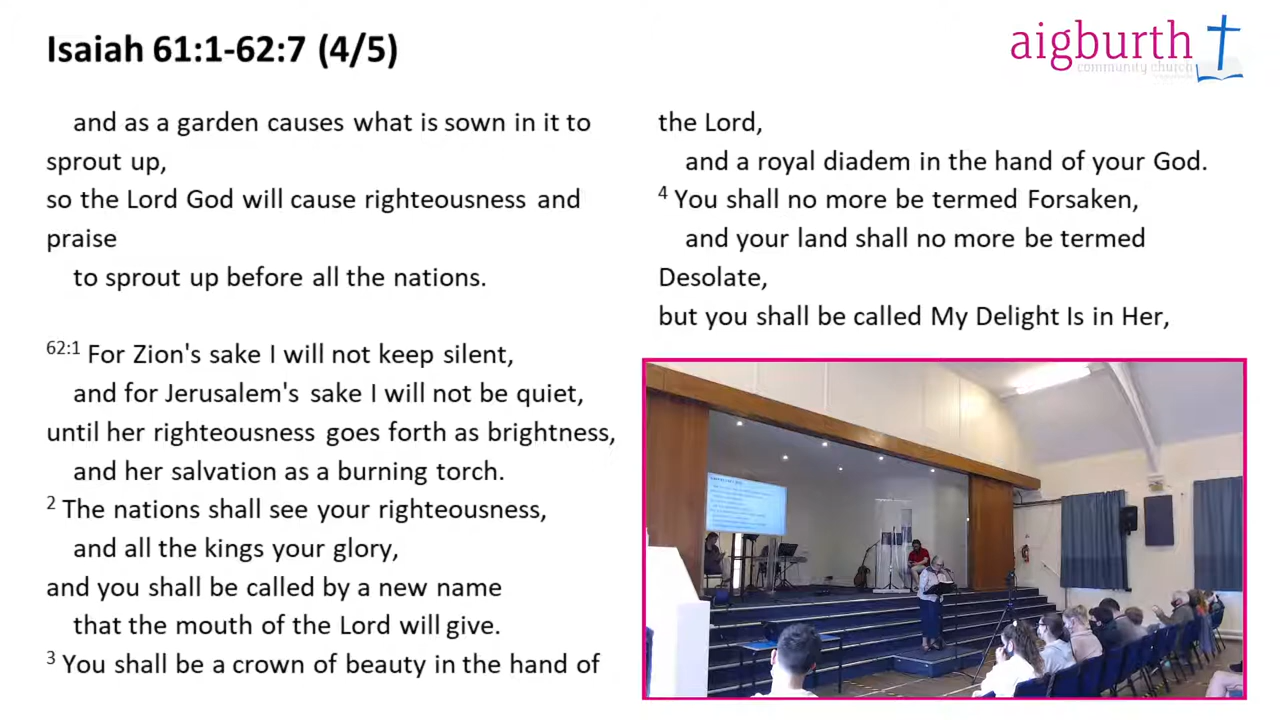 Isaiah 61:1-62:7 (4/5)
aigburth
community church
and as a garden causes what is sown in it to
sprout up,
so the Lord God will cause righteousness and
praise
to sprout up before all the nations.
62:1 For Zion's sake I will not keep silent,
and for Jerusalem's sake I will not be quiet,
until her righteousness goes forth as brightness,
and her salvation as a burning torch.
2 The nations shall see your righteousness,
and all the kings your glory,
and you shall be called by a new name
that the mouth of the Lord will give.
3 You shall be a crown of beauty in the hand of
the Lord,
and a royal diadem in the hand of your God.
4 You shall no more be termed Forsaken,
and your land shall no more be termed
Desolate,
but you shall be called My Delight Is in Her,